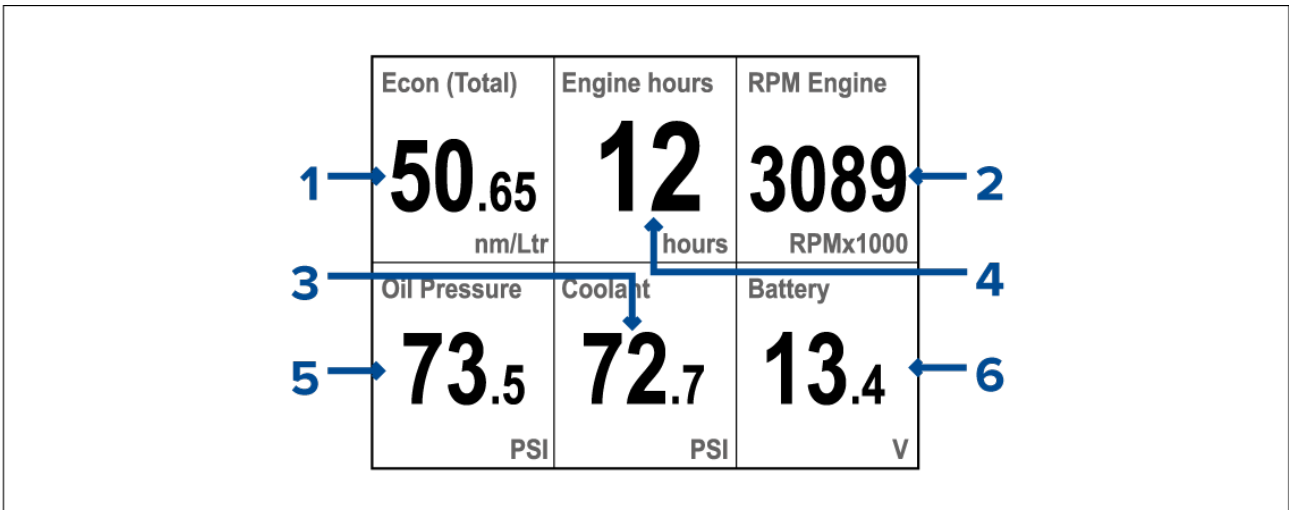 Econ (Total) Engine hours RPM Engine
1 50.65 12 3089 2
nm/Ltr hours RPMx1000
3 4
Oil Pressure Coolant Battery
5 73.5 72.7 13.4 6
PSI PSI V